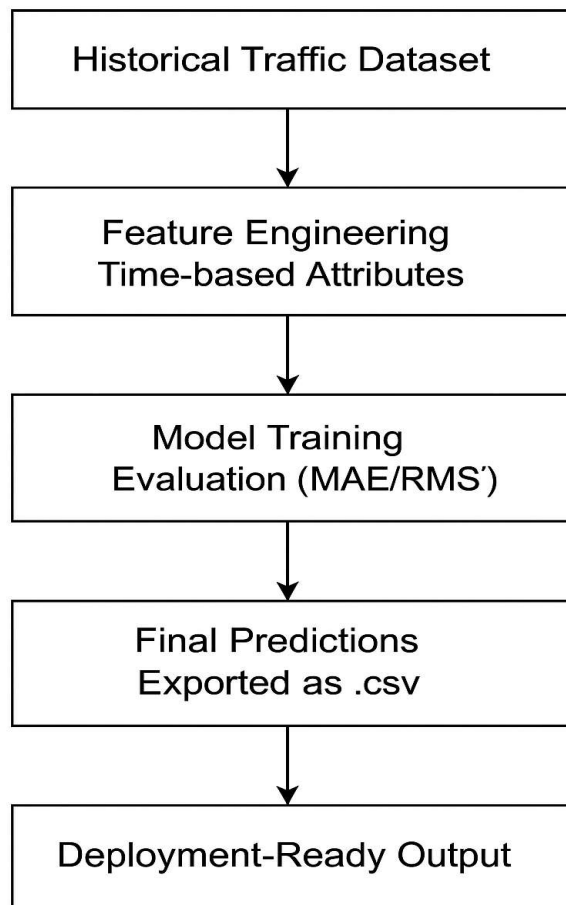 Historical Traffic Dataset
Feature Engineering
Time-based Attributes
Model Training
Evaluation (MAE/RMS’)
Final Predictions
Exported as .csv
Deployment-Ready Output